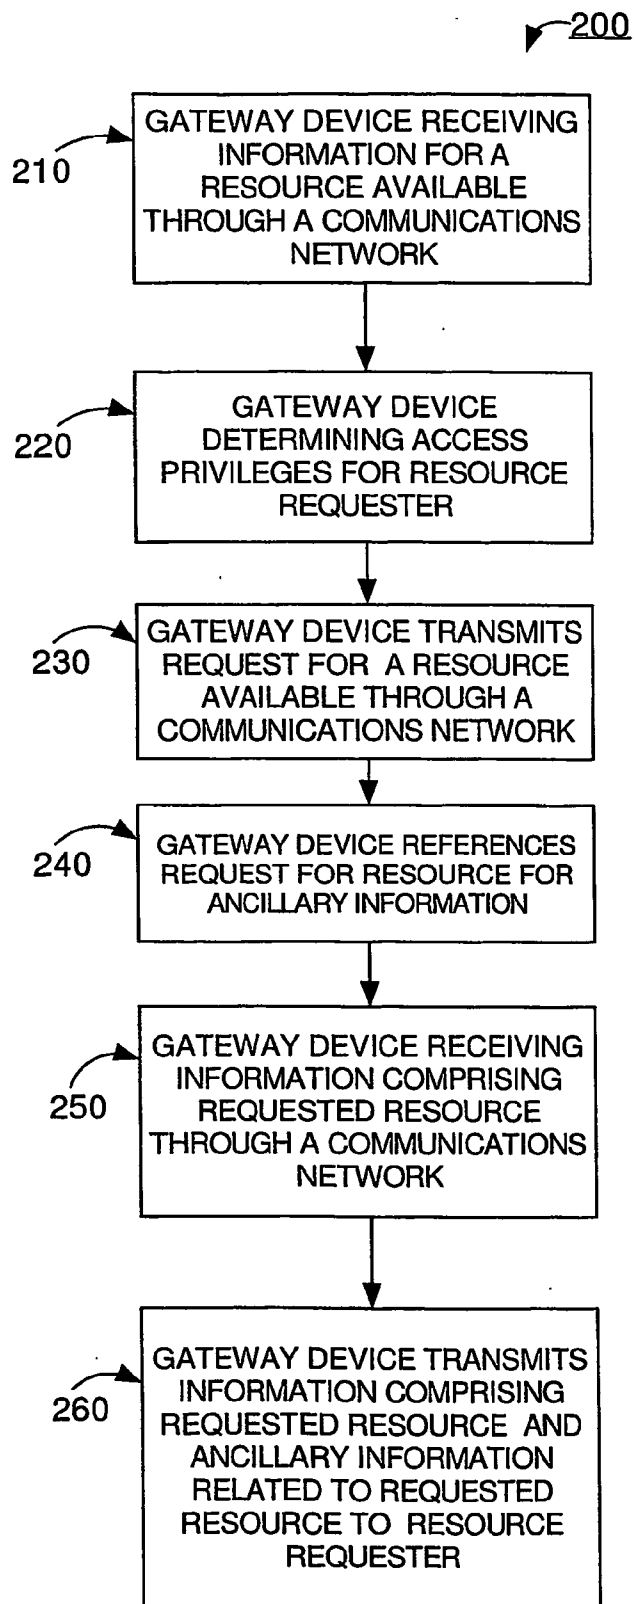 200
GATEWAY DEVICE RECEIVING
INFORMATION FOR A
RESOURCE AVAILABLE
THROUGH A COMMUNICATIONS
NETWORK
210
GATEWAY DEVICE
DETERMINING ACCESS
PRIVILEGES FOR RESOURCE
REQUESTER
220
GATEWAY DEVICE TRANSMITS
REQUEST FOR A RESOURCE
AVAILABLE THROUGH A
COMMUNICATIONS NETWORK
230
GATEWAY DEVICE REFERENCES
REQUEST FOR RESOURCE FOR
ANCILLARY INFORMATION
240
GATEWAY DEVICE RECEIVING
INFORMATION COMPRISING
REQUESTED RESOURCE
THROUGH A COMMUNICATIONS
NETWORK
250
GATEWAY DEVICE TRANSMITS
INFORMATION COMPRISING
REQUESTED RESOURCE AND
ANCILLARY INFORMATION
RELATED TO REQUESTED
RESOURCE TO RESOURCE
REQUESTER
260